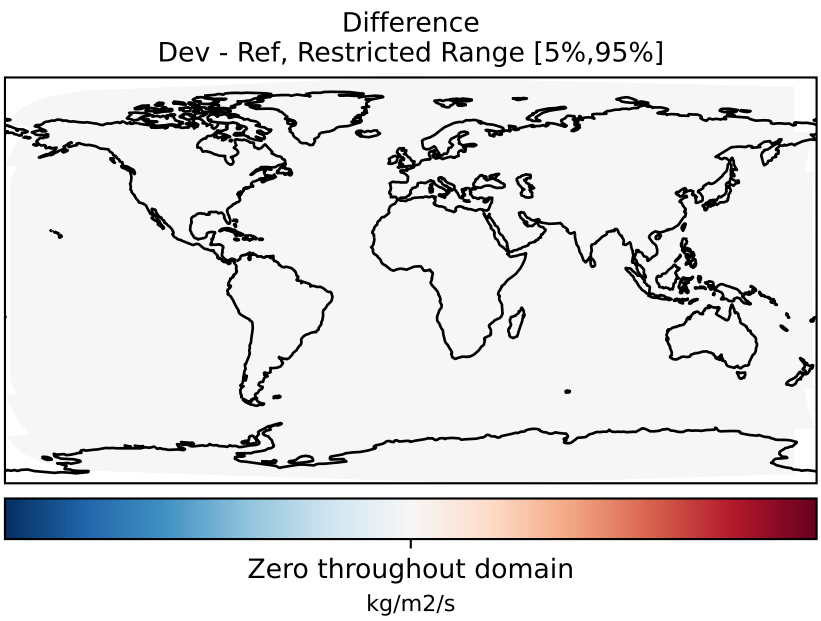 Difference
Dev - Ref, Restricted Range [5%,95%]
Zero throughout domain
kg/m2/s